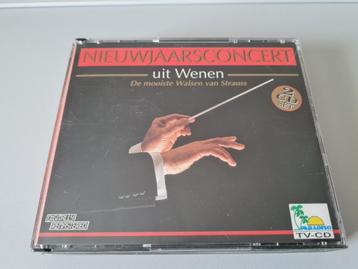 NIEUWJAARSCONCERT
uit Wenen
De mooiste Walsen van Strauss
2
CD
PARADISO
TV-CD